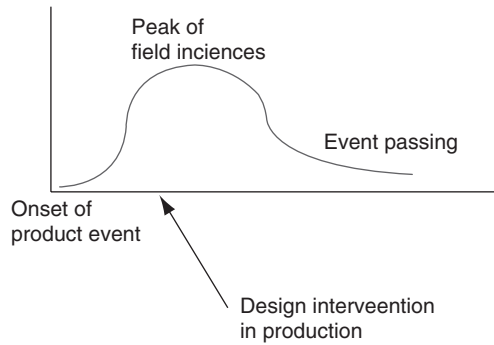 Peak of
field inciences
Event passing
Onset of
product event
Design interveention
in production